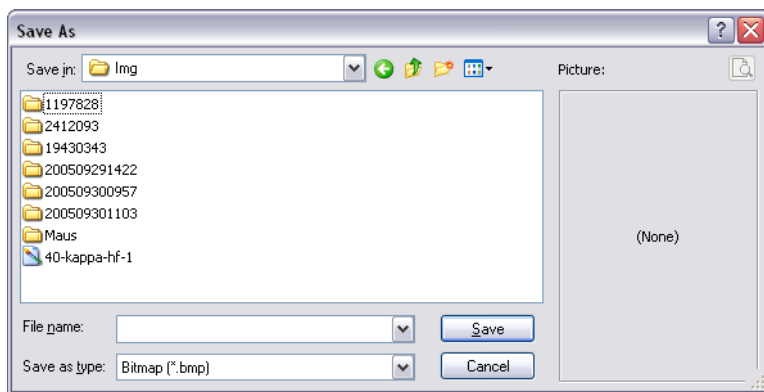 Save As
Save in: Img
Picture:
1197828
2412093
19430343
200509291422
200509300957
200509301103
Maus
40-kappa-hf-1
(None)
File name:
Save
Save as type: Bitmap (*.bmp)
Cancel